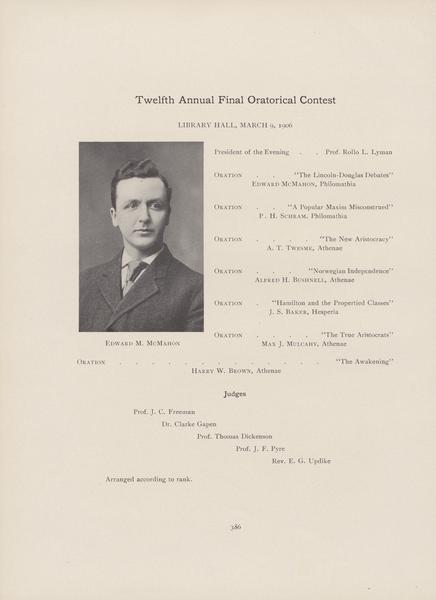 Twelfth Annual Final Oratorical Contest
LIBRARY HALL, MARCH 9, 1906
President of the Evening . . Prof. Rollo L. Lyman
ORATION . . "The Lincoln-Douglas Debates"
EDWARD MCMAHON, Philomathia
ORATION . . "A Popular Maxim Misconstrued"
P. H. SCHRAM, Philomathia
ORATION . . . . "The New Aristocracy"
A. T. TWESME, Athenae
ORATION . . . "Norwegian Independence"
ALFRED H. BUSHNELL, Athenae
ORATION . "Hamilton and the Propertied Classes"
J. S. BAKER, Hesperia
ORATION . . . . "The True Aristocrats"
MAX J. MULCAHY, Athenae
EDWARD M. MCMAHON
ORATION . . . . . . . . . . . . . "The Awakening"
HARRY W. BROWN, Athenae
Judges
Prof. J. C. Freeman
Dr. Clarke Gapen
Prof. Thomas Dickenson
Prof. J. F. Pyre
Rev. E. G. Updike
Arranged according to rank.
386